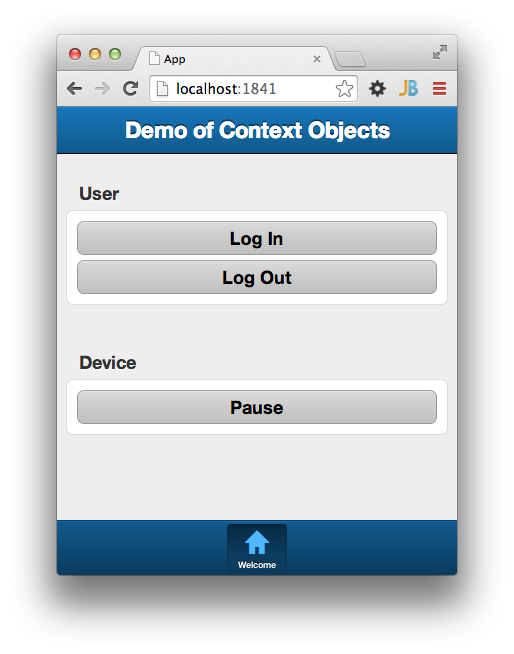 App
localhost:1841
JB
Demo of Context Objects
User
Log In
Log Out
Device
Pause
Welcome